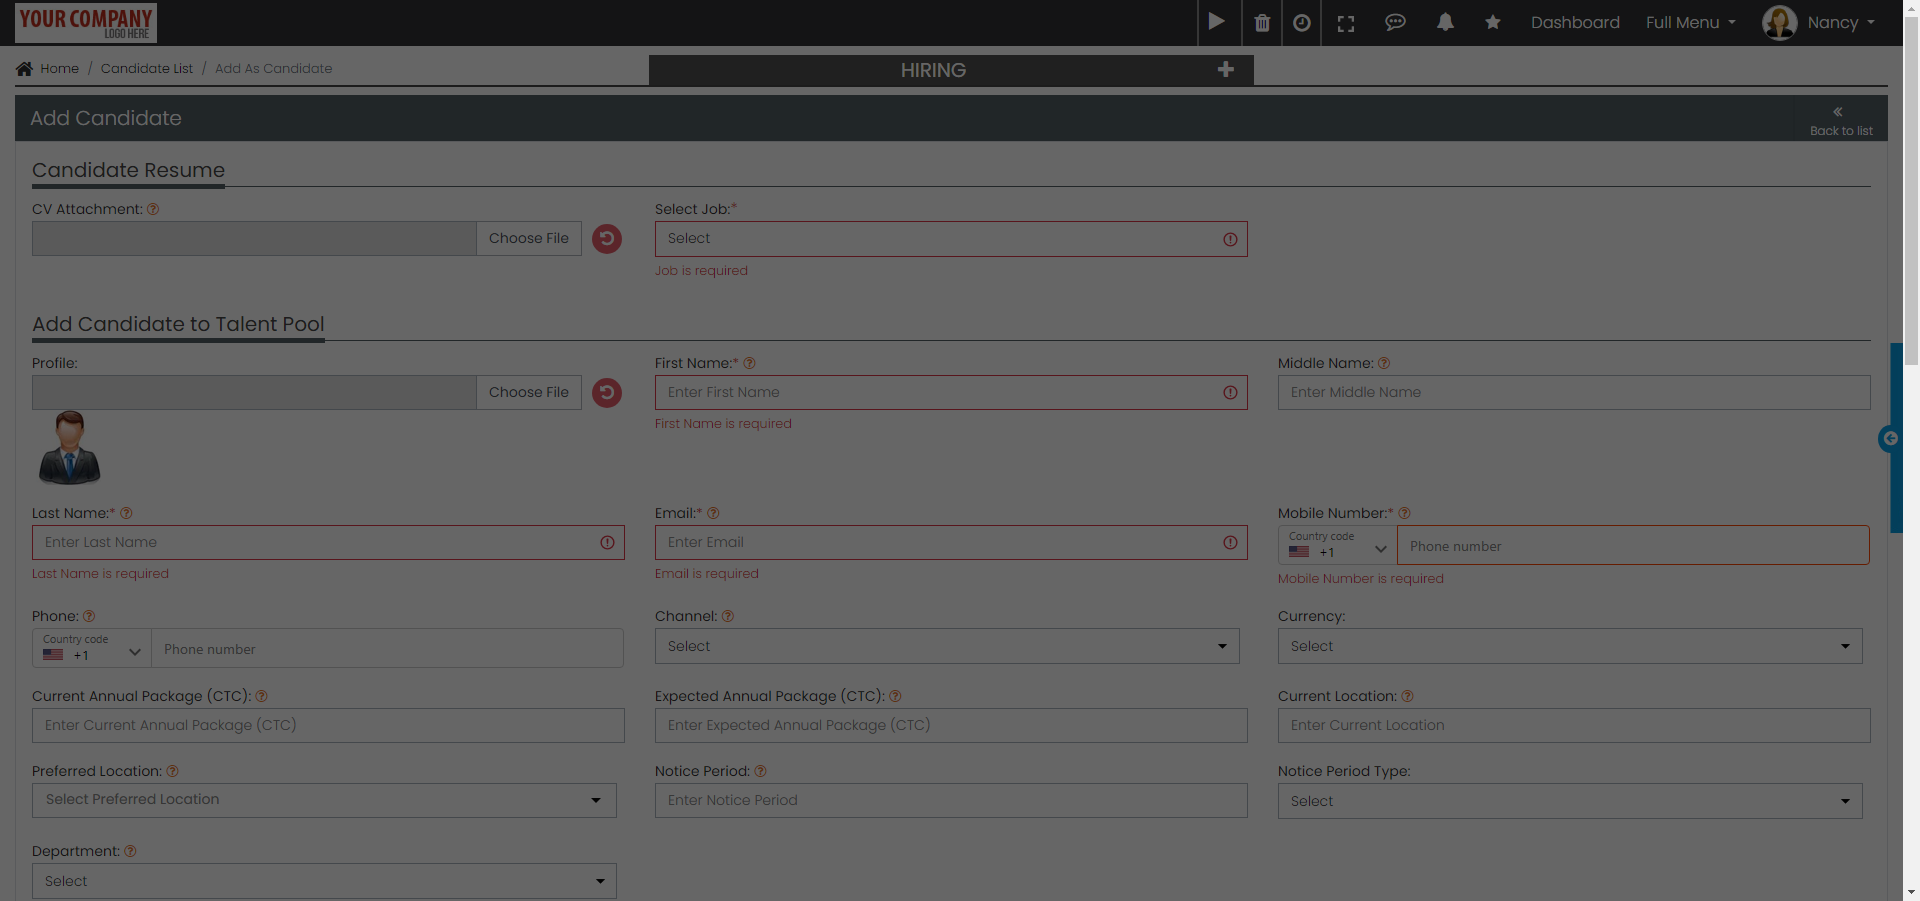 YOUR COMPANY
LOGO HERE
Dashboard
Full Menu
Nancy
Home / Candidate List / Add As Candidate
HIRING
Add Candidate
Back to list
Candidate Resume
CV Attachment:
Select Job:*
Choose File
Select
Job is required
Add Candidate to Talent Pool
Profile:
First Name:*
Middle Name:
Choose File
Enter First Name
Enter Middle Name
First Name is required
Last Name:*
Email:*
Mobile Number:*
Enter Last Name
Enter Email
Country code
+1
Phone number
Last Name is required
Email is required
Mobile Number is required
Phone:
Channel:
Currency:
Country code
+1
Phone number
Select
Select
Current Annual Package (CTC):
Expected Annual Package (CTC):
Current Location:
Enter Current Annual Package (CTC)
Enter Expected Annual Package (CTC)
Enter Current Location
Preferred Location:
Notice Period:
Notice Period Type:
Select Preferred Location
Enter Notice Period
Select
Department:
Select